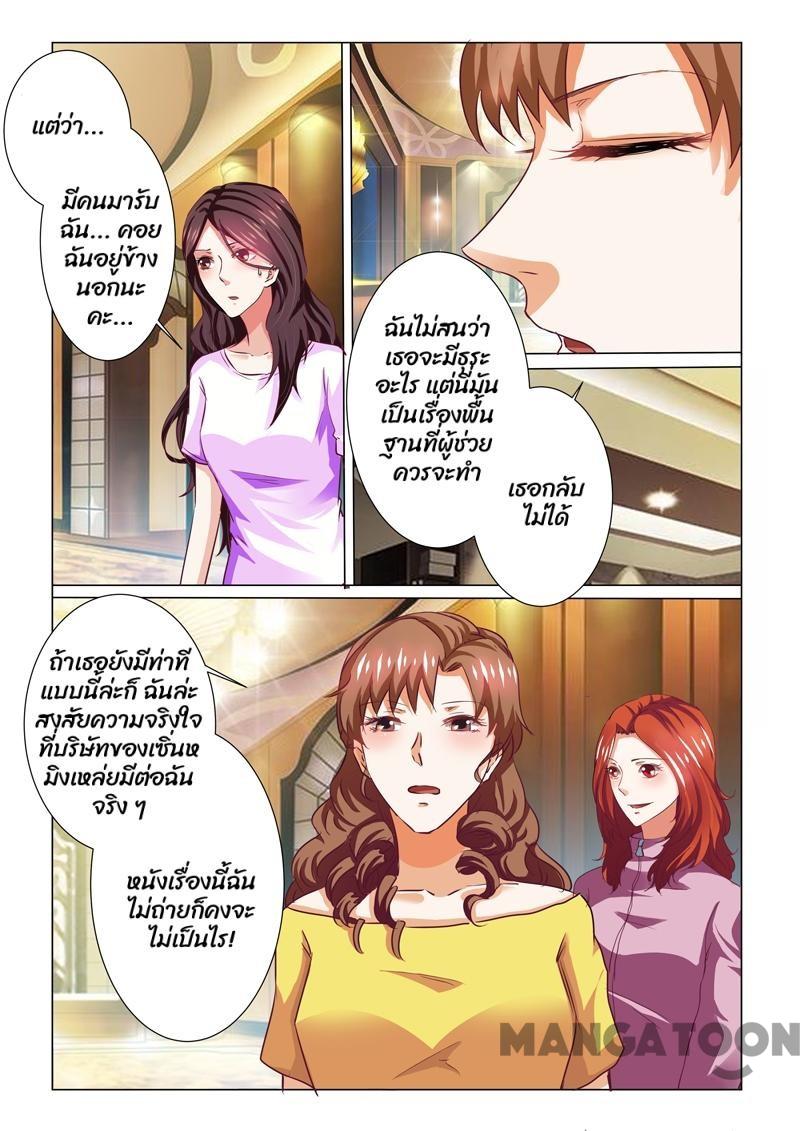 แต่ว่า...
มีคนมารับ
ฉัน... คอย
ฉันอยู่ข้าง
นอกนะ
คะ...
ฉันไม่สนว่า
เธอจะมีธุระ
อะไร แต่นี่มัน
เป็นเรื่องพื้น
ฐานที่ผู้ช่วย
ควรจะทำ
เธอกลับ
ไม่ได้
ถ้าเธอยังมีท่าที
แบบนี้ล่ะก็ ฉันล่ะ
สงสัยความจริงใจ
ที่บริษัทของเซิ่นห
มิงเหล่ยมีต่อฉัน
จริง ๆ
หนังเรื่องนี้ฉัน
ไม่ถ่ายก็คงจะ
ไม่เป็นไร!
MANGATOON